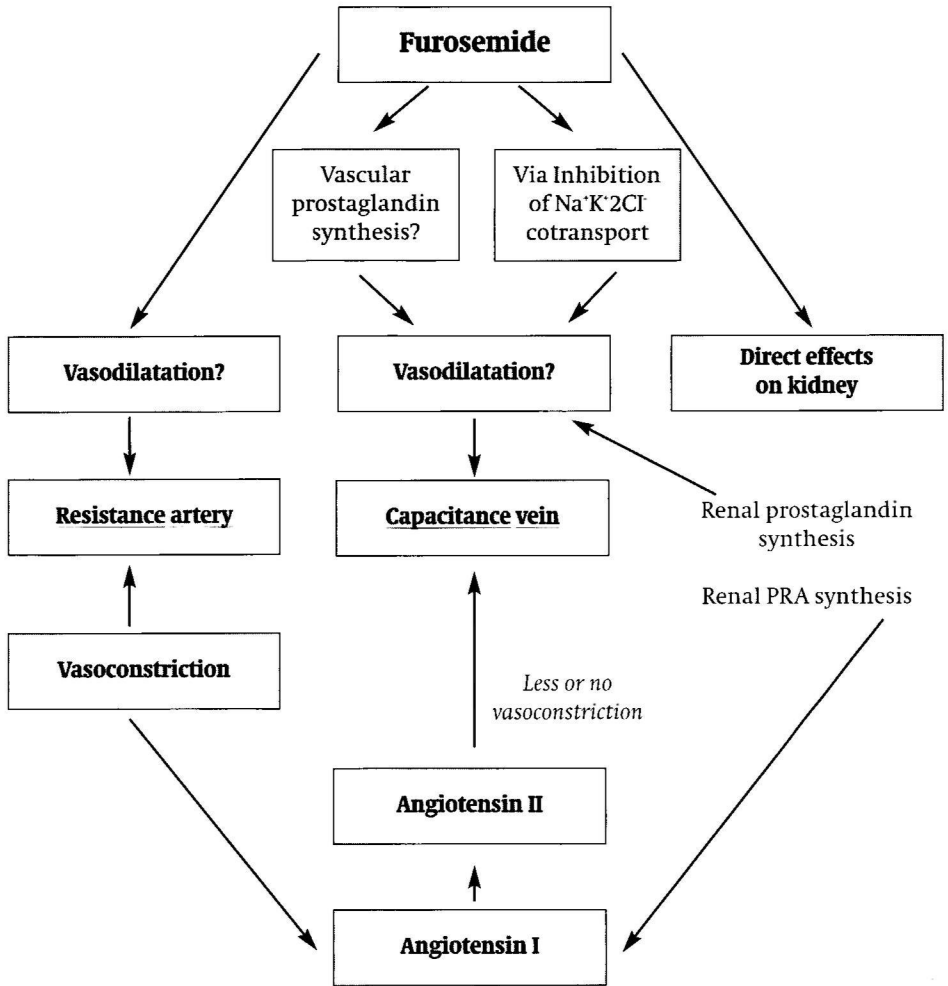 Furosemide
Vascular
prostaglandin
synthesis?
Via Inhibition
of Na⁺K⁺2Cl⁻
cotransport
Vasodilatation?
Vasodilatation?
Direct effects
on kidney
Resistance artery
Capacitance vein
Renal prostaglandin
synthesis
Renal PRA synthesis
Vasoconstriction
Less or no
vasoconstriction
Angiotensin II
Angiotensin I